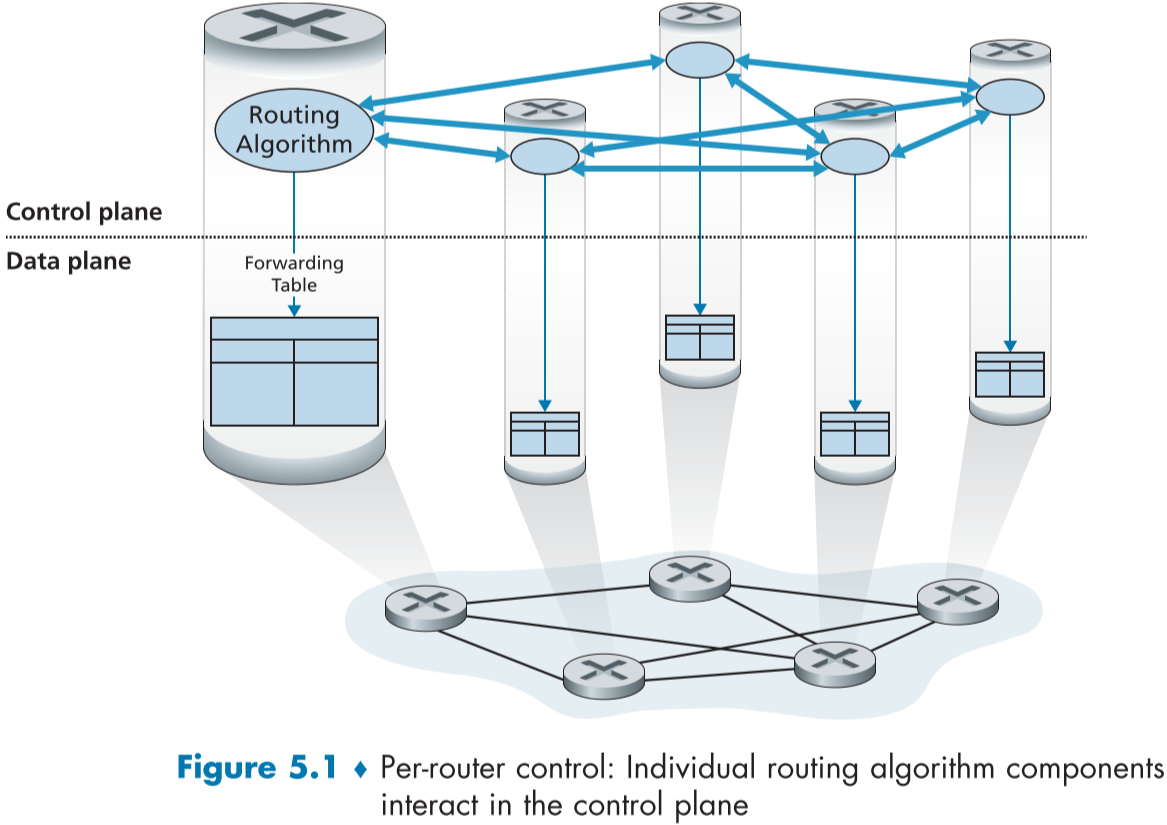 Routing
Algorithm
Control plane
Data plane
Forwarding
Table
Figure 5.1 ♦ Per-router control: Individual routing algorithm components
interact in the control plane